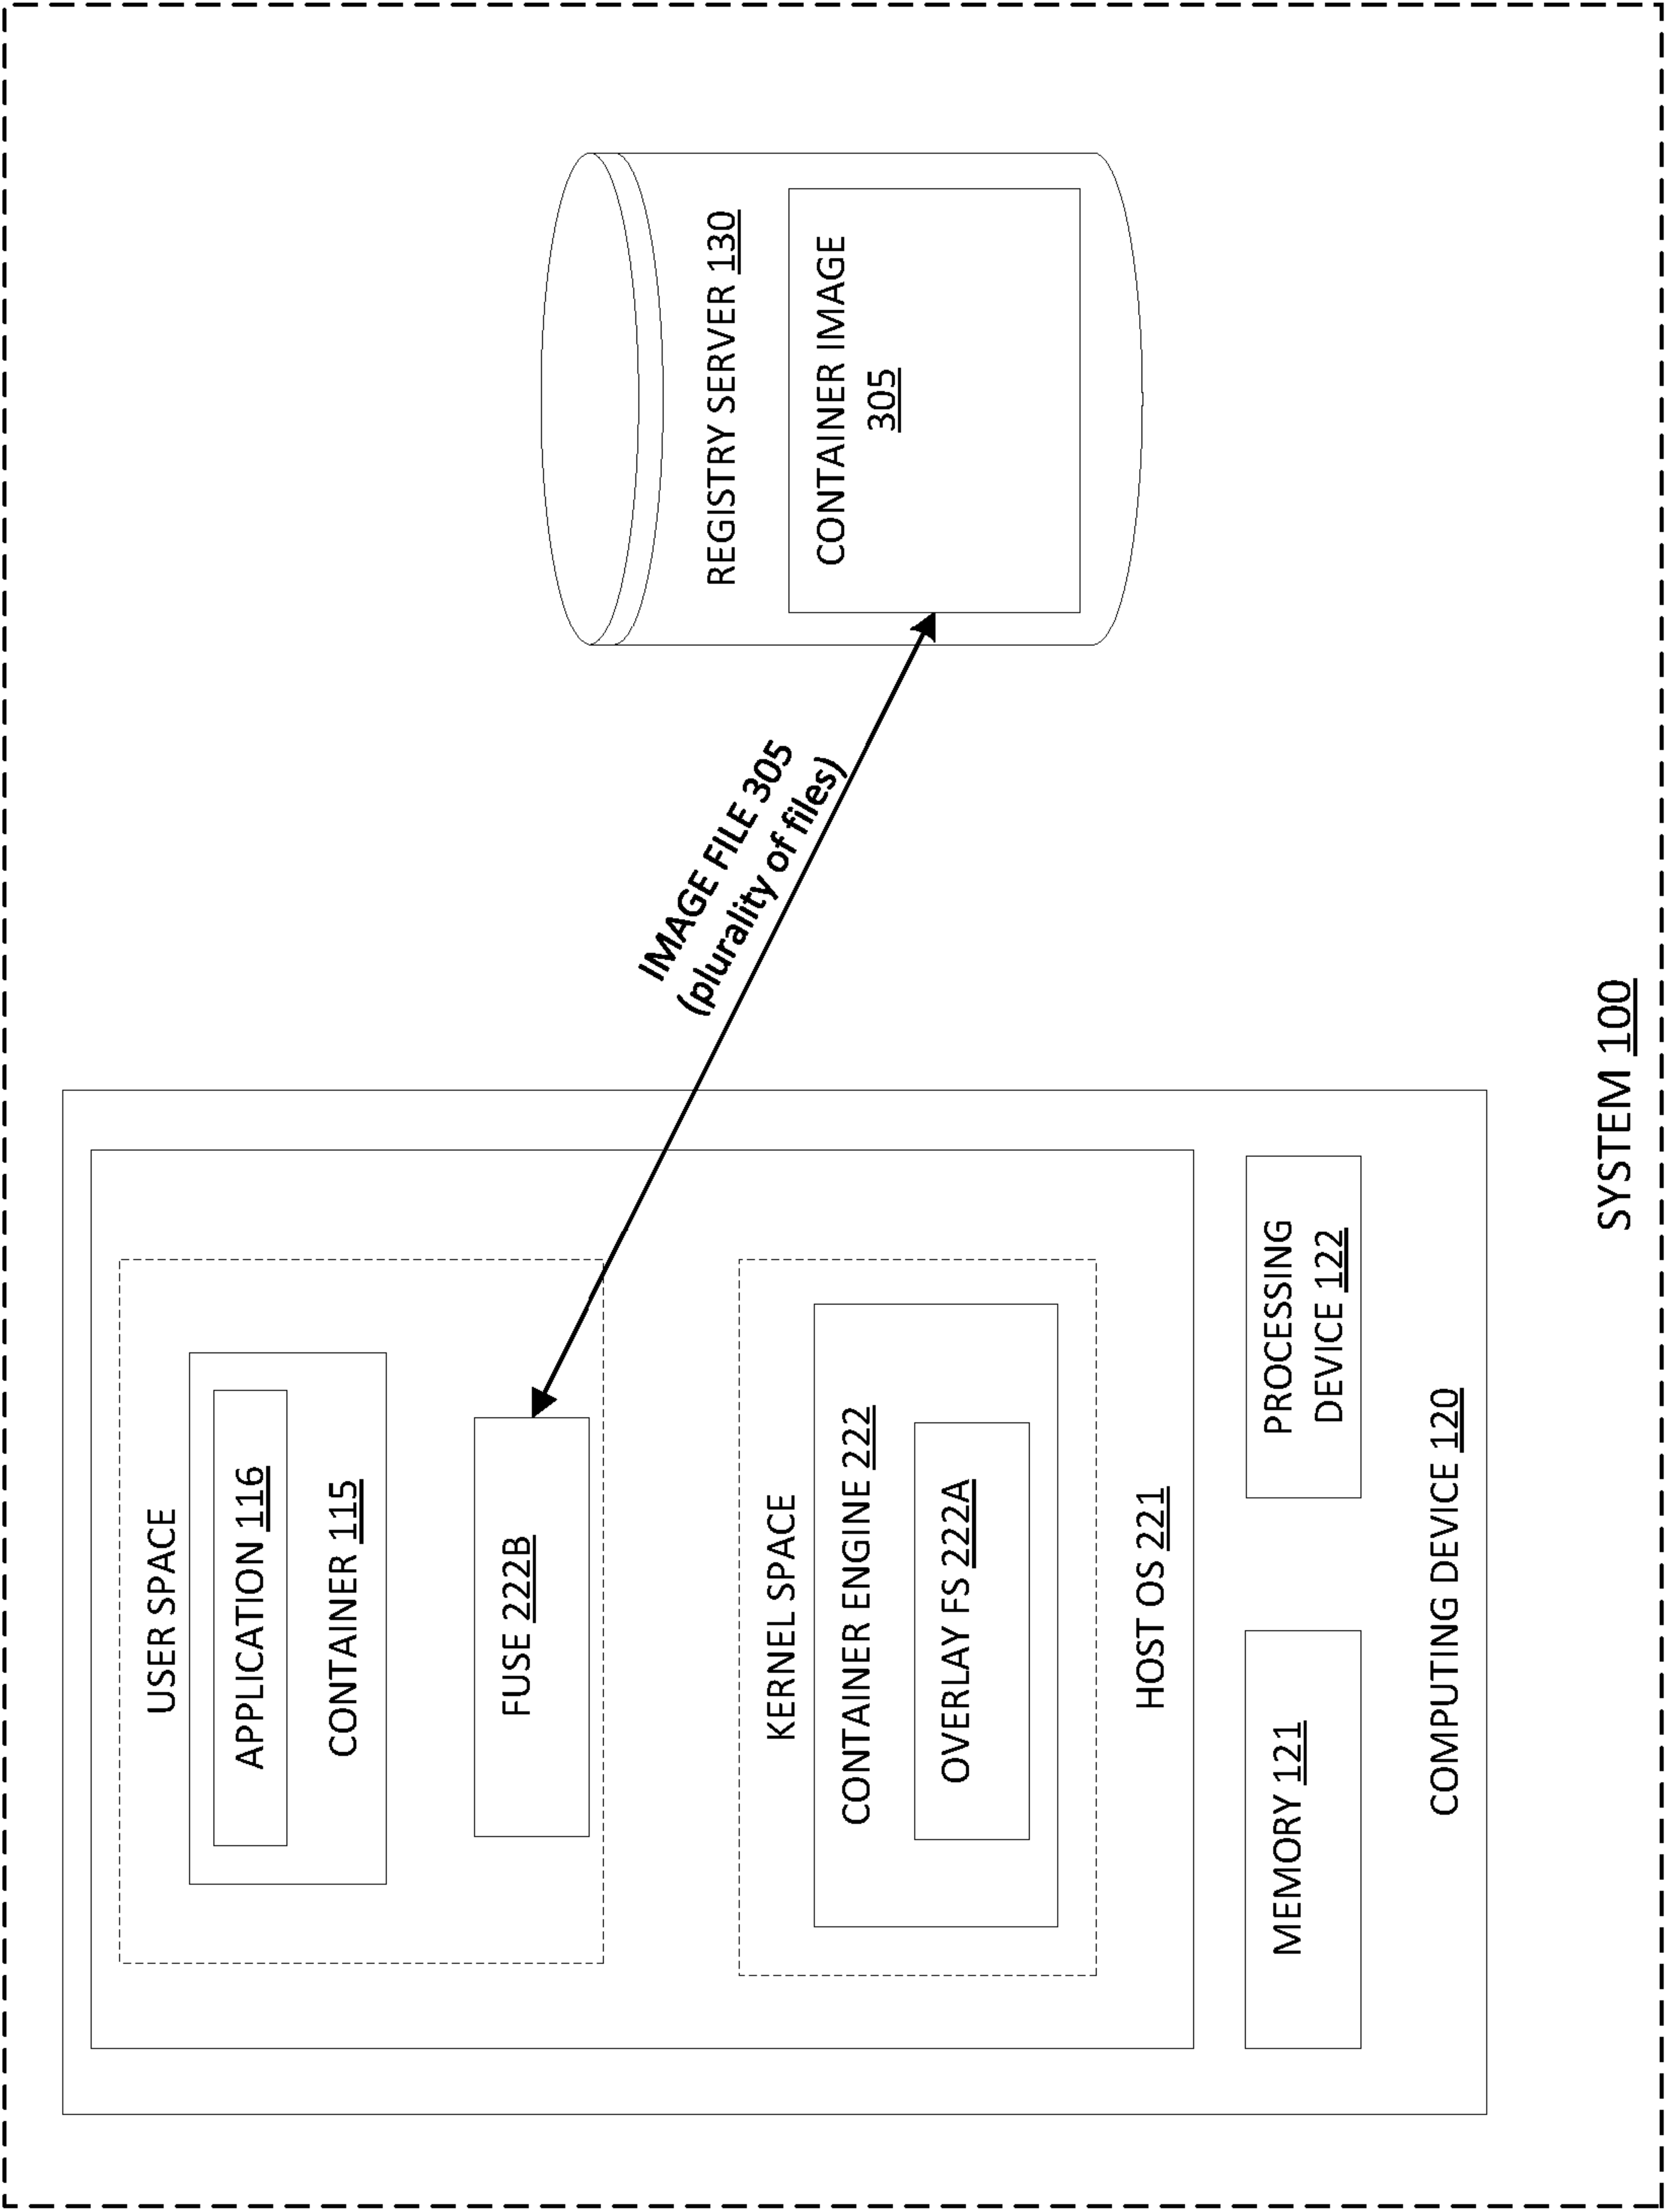 USER SPACE
APPLICATION 116
CONTAINER 115
FUSE 222B
KERNEL SPACE
CONTAINER ENGINE 222
OVERLAY FS 222A
HOST OS 221
MEMORY 121
PROCESSING
DEVICE 122
COMPUTING DEVICE 120
IMAGE FILE 305
(plurality of files)
REGISTRY SERVER 130
CONTAINER IMAGE
305
SYSTEM 100